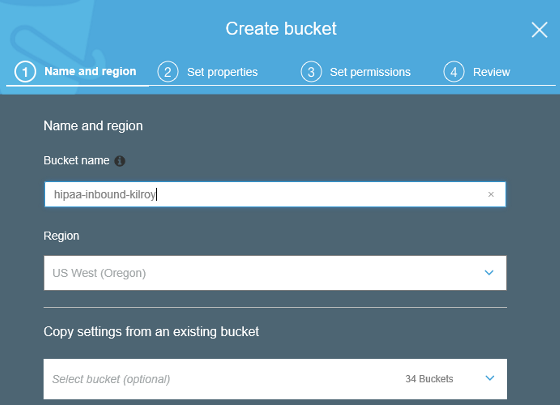 Create bucket
1 Name and region 2 Set properties 3 Set permissions 4 Review
Name and region
Bucket name
hipaa-inbound-kilroy
Region
US West (Oregon)
Copy settings from an existing bucket
Select bucket (optional) 34 Buckets